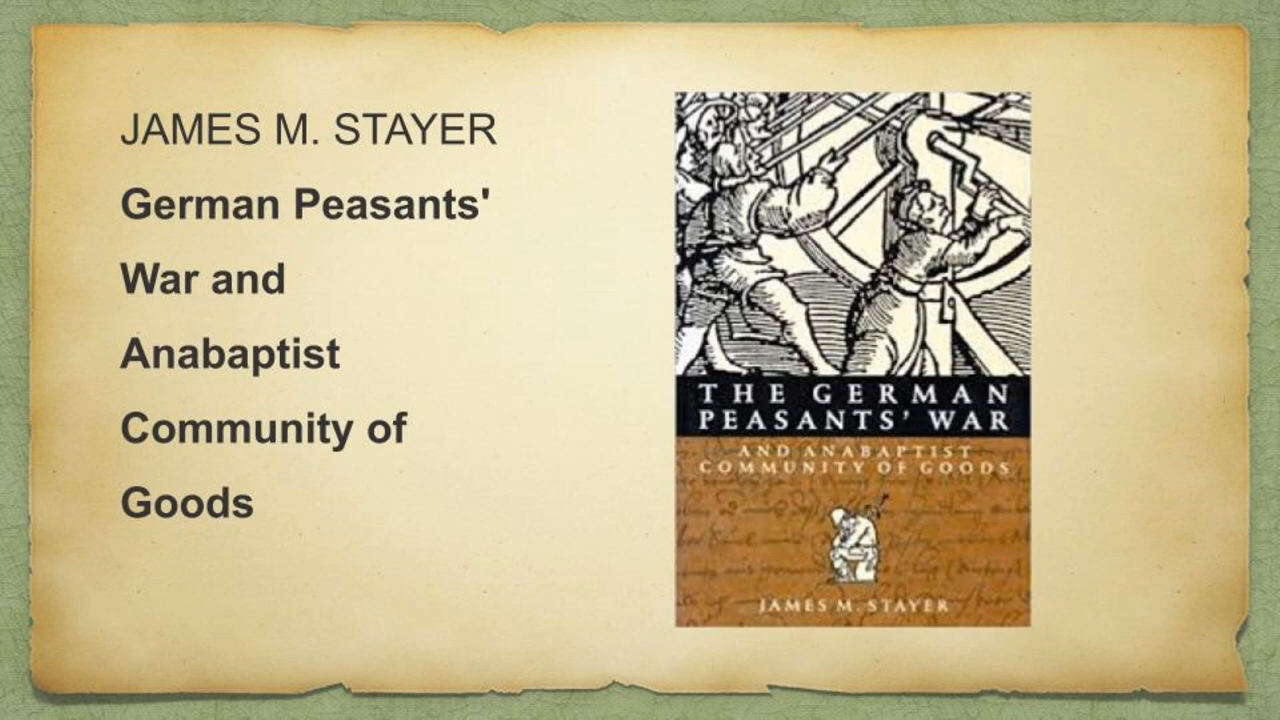 JAMES M. STAYER
German Peasants'
War and
Anabaptist
Community of
Goods
THE GERMAN
PEASANTS' WAR
AND ANABAPTIST
COMMUNITY OF GOODS
JAMES M. STAYER